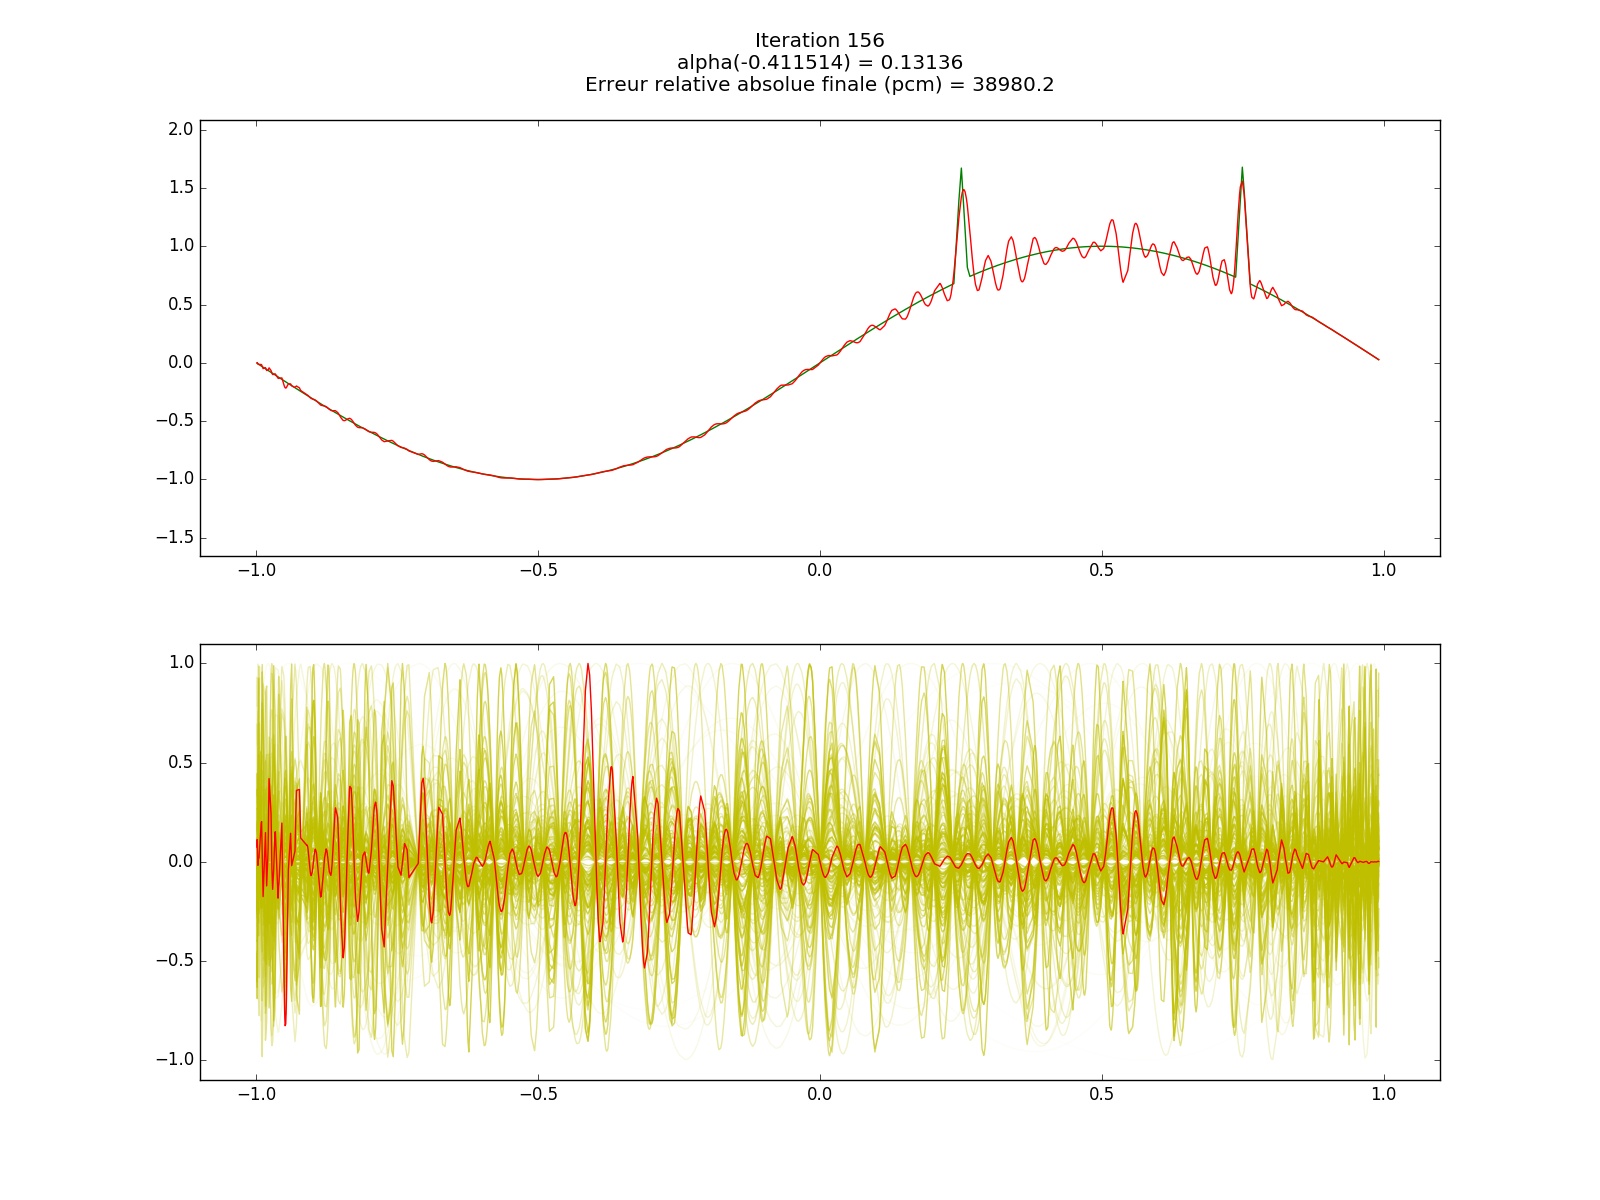 Iteration 156
alpha(-0.411514) = 0.13136
Erreur relative absolue finale (pcm) = 38980.2
2.0
1.5
1.0
0.5
0.0
−0.5
−1.0
−1.5
−1.0 −0.5 0.0 0.5 1.0
1.0
0.5
0.0
−0.5
−1.0
−1.0 −0.5 0.0 0.5 1.0